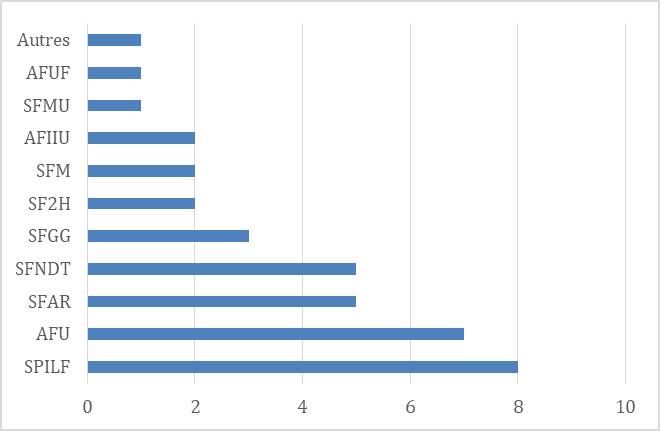 Autres
AFUF
SFMU
AFIIU
SFM
SF2H
SFGG
SFNDT
SFAR
AFU
SPILF
0 2 4 6 8 10